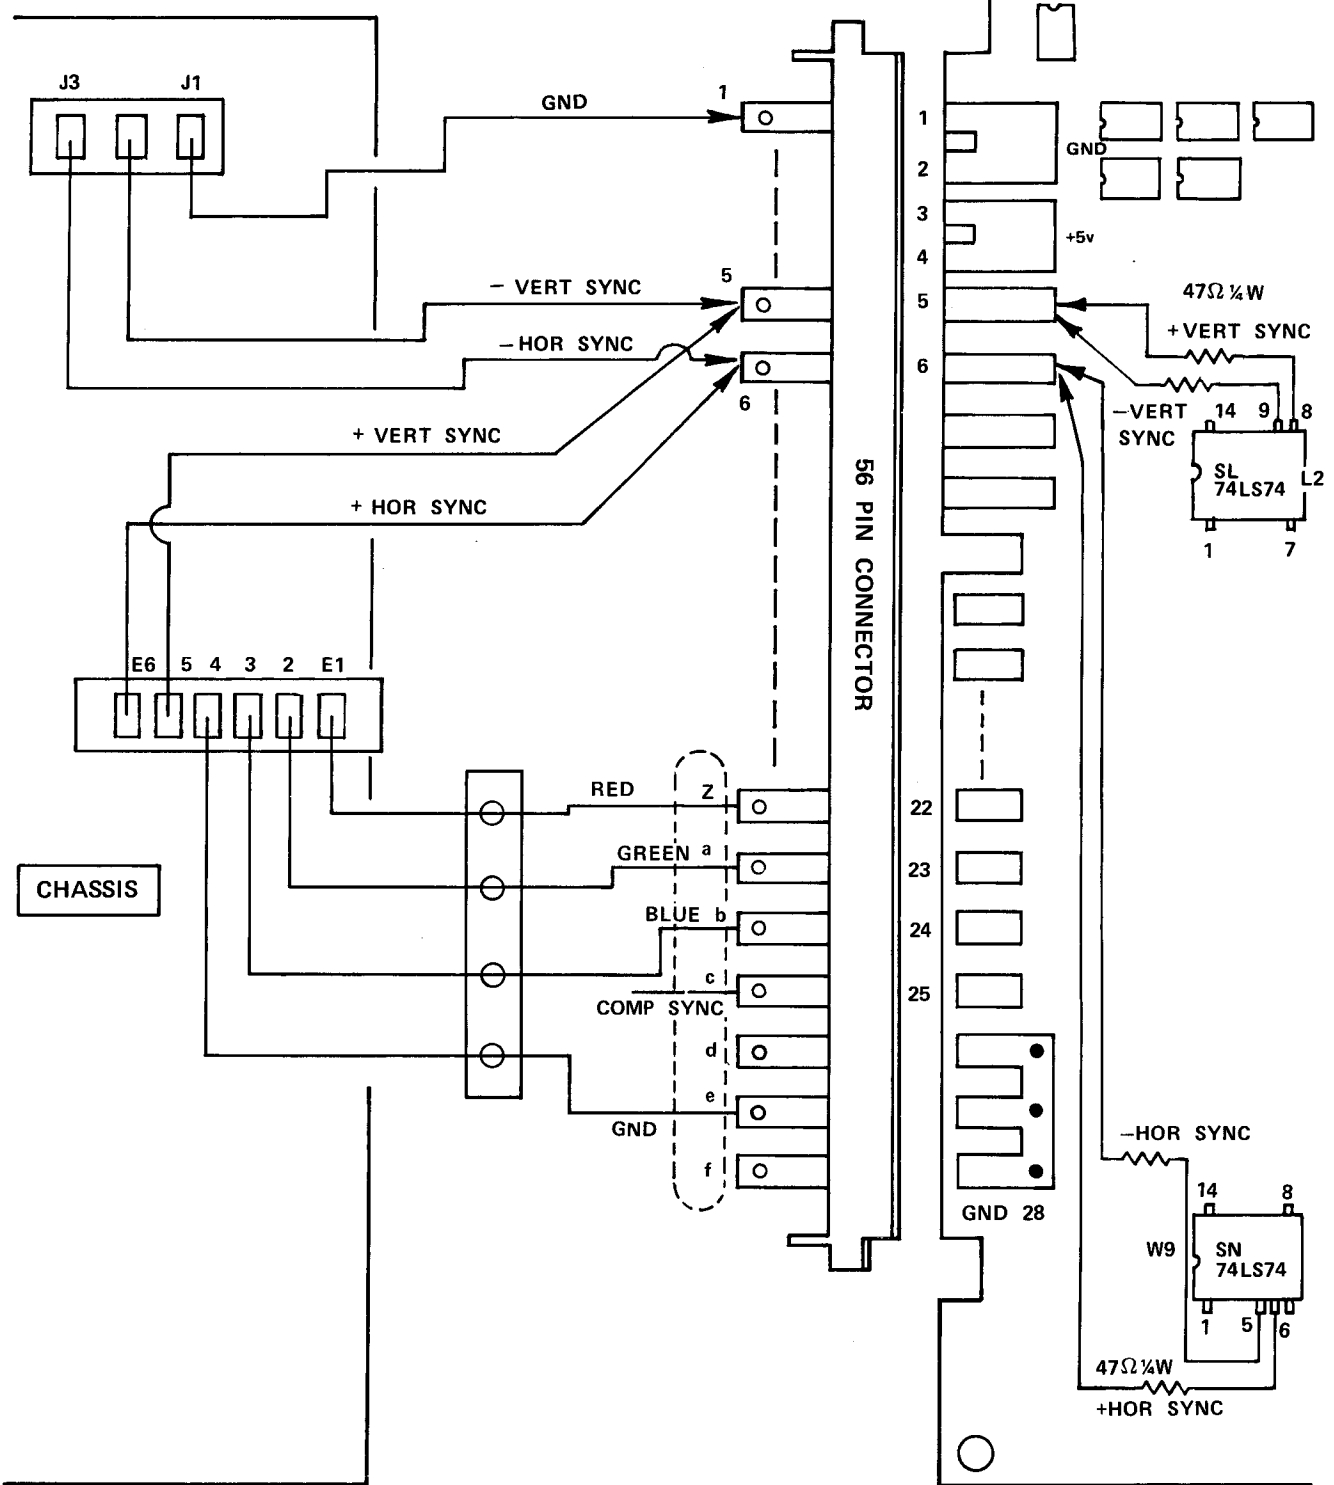 J3 J1
GND
1
1
2
GND
3
4
+5v
− VERT SYNC
5
5
47Ω ¼W
+VERT SYNC
−HOR SYNC
6
6
−VERT
SYNC
14 9 8
SL
74LS74
L2
1 7
+ VERT SYNC
+ HOR SYNC
56 PIN CONNECTOR
E6 5 4 3 2 E1
RED Z
22
GREEN a
23
CHASSIS
BLUE b
24
c
COMP SYNC
25
d
e
GND
f
GND 28
−HOR SYNC
14 8
W9
SN
74LS74
1 5 6
47Ω ¼W
+HOR SYNC